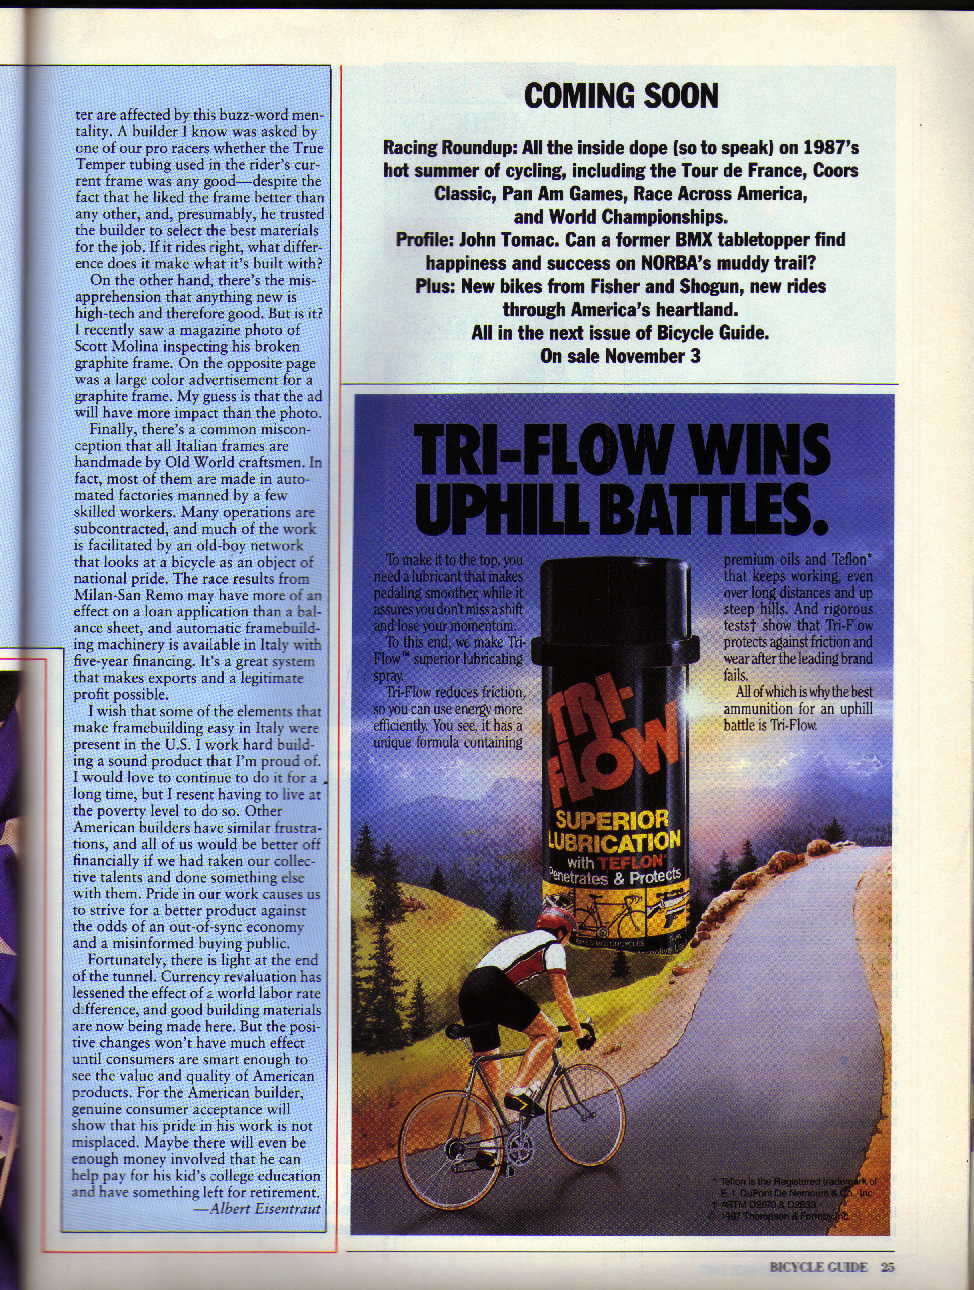 ter are affected by this buzz-word men-
tality. A builder I know was asked by
one of our pro racers whether the True
Temper tubing used in the rider's cur-
rent frame was any good—despite the
fact that he liked the frame better than
any other, and, presumably, he trusted
the builder to select the best materials
for the job. If it rides right, what differ-
ence does it make what it's built with?
On the other hand, there's the mis-
apprehension that anything new is
high-tech and therefore good. But is it?
I recently saw a magazine photo of
Scott Molina inspecting his broken
graphite frame. On the opposite page
was a large color advertisement for a
graphite frame. My guess is that the ad
will have more impact than the photo.
Finally, there's a common miscon-
ception that all Italian frames are
handmade by Old World craftsmen. In
fact, most of them are made in auto-
mated factories manned by a few
skilled workers. Many operations are
subcontracted, and much of the work
is facilitated by an old-boy network
that looks at a bicycle as an object of
national pride. The race results from
Milan-San Remo may have more of an
effect on a loan application than a bal-
ance sheet, and automatic framebuild-
ing machinery is available in Italy with
five-year financing. It's a great system
that makes exports and a legitimate
profit possible.
I wish that some of the elements that
make framebuilding easy in Italy were
present in the U.S. I work hard build-
ing a sound product that I'm proud of.
I would love to continue to do it for a
long time, but I resent having to live at
the poverty level to do so. Other
American builders have similar frustra-
tions, and all of us would be better off
financially if we had taken our collec-
tive talents and done something else
with them. Pride in our work causes us
to strive for a better product against
the odds of an out-of-sync economy
and a misinformed buying public.
Fortunately, there is light at the end
of the tunnel. Currency revaluation has
lessened the effect of a world labor rate
difference, and good building materials
are now being made here. But the posi-
tive changes won't have much effect
until consumers are smart enough to
see the value and quality of American
products. For the American builder,
genuine consumer acceptance will
show that his pride in his work is not
misplaced. Maybe there will even be
enough money involved that he can
help pay for his kid's college education
and have something left for retirement.
—Albert Eisentraut
COMING SOON
Racing Roundup: All the inside dope (so to speak) on 1987's
hot summer of cycling, including the Tour de France, Coors
Classic, Pan Am Games, Race Across America,
and World Championships.
Profile: John Tomac. Can a former BMX tabletopper find
happiness and success on NORBA's muddy trail?
Plus: New bikes from Fisher and Shogun, new rides
through America's heartland.
All in the next issue of Bicycle Guide.
On sale November 3
TRI-FLOW WINS
UPHILL BATTLES.
To make it to the top, you
need a lubricant that makes
pedaling smoother, while it
assures you don't miss a shift
and lose your momentum.
To this end, we make Tri-
Flow™ superior lubricating
spray.
Tri-Flow reduces friction,
so you can use energy more
efficiently. You see, it has a
unique formula containing
premium oils and Teflon*
that keeps working, even
over long distances and up
steep hills. And rigorous
tests† show that Tri-Flow
protects against friction and
wear after the leading brand
fails.
All of which is why the best
ammunition for an uphill
battle is Tri-Flow.
TRI-
FLOW
SUPERIOR
LUBRICATION
with TEFLON
Penetrates & Protects
* Teflon is the Registered trademark of
E. I. DuPont De Nemours & Co., Inc.
† ASTM D2670 & D2833
© 1987 Thompson & Formby, Inc.
BICYCLE GUIDE 25